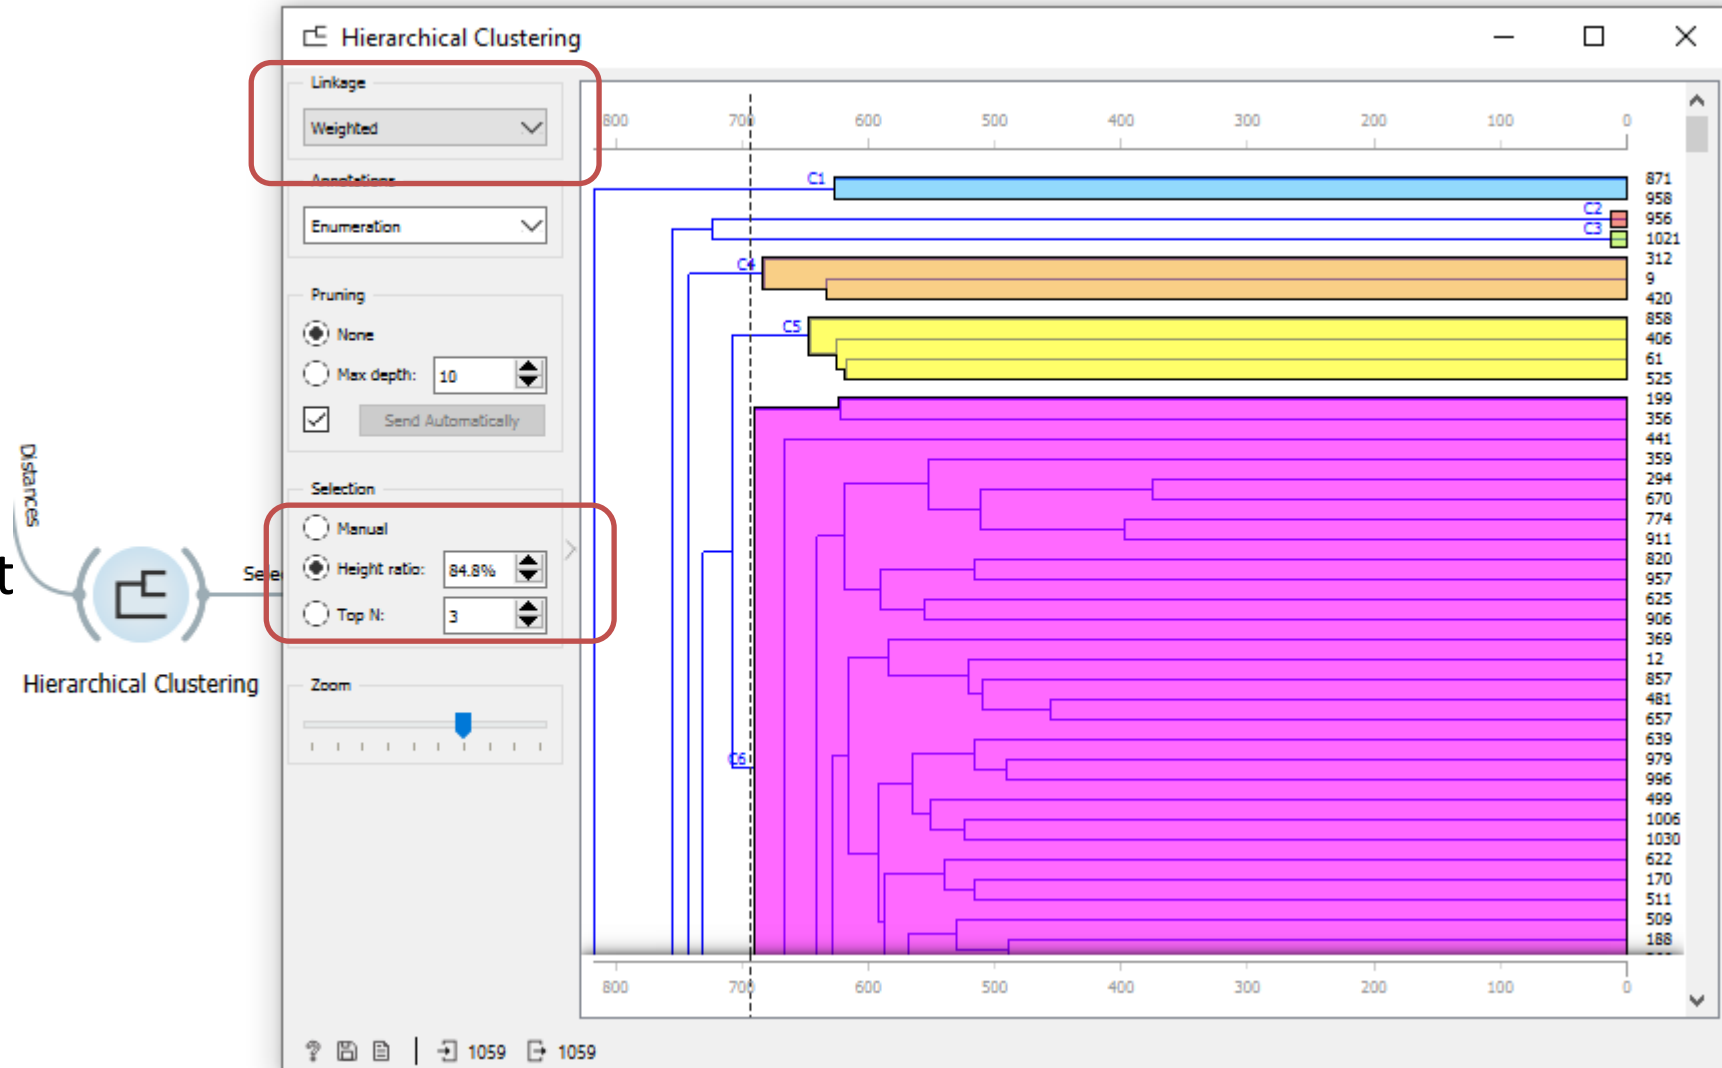 Hierarchical Clustering
Linkage
Weighted
Annotations
Enumeration
Pruning
None
Max depth: 10
Send Automatically
Selection
Manual
Height ratio: 84.8%
Top N: 3
Zoom
800 700 600 500 400 300 200 100 0
C1
C2
C3
C4
C5
C6
871
958
956
1021
312
9
420
858
406
61
525
199
356
441
359
294
670
774
911
820
957
625
906
369
12
857
481
657
639
979
996
499
1006
1030
622
170
511
509
188
800 700 600 500 400 300 200 100 0
1059 1059
Distances
t
Sele
Hierarchical Clustering